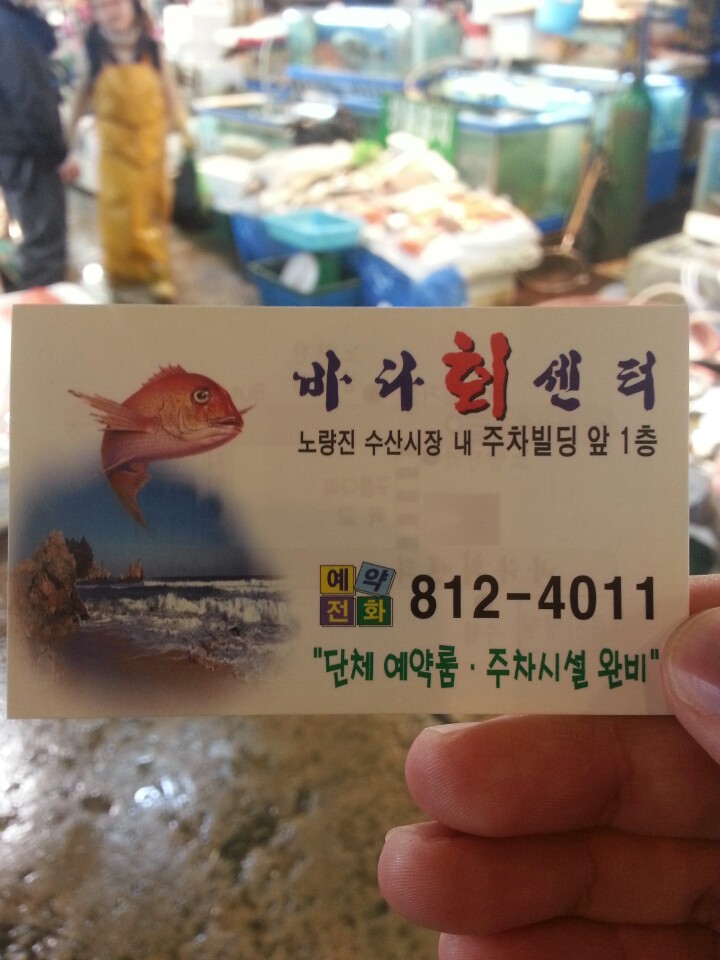 바다회센터
노량진 수산시장 내 주차빌딩 앞 1층
예약
전화
812-4011
"단체 예약룸 · 주차시설 완비"